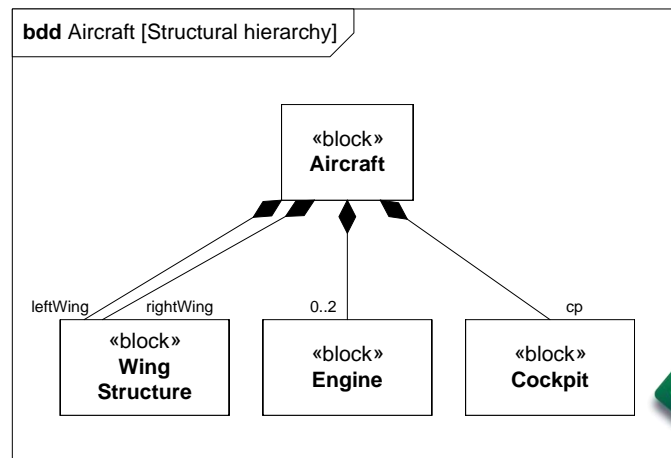 bdd Aircraft [Structural hierarchy]
«block»
Aircraft
leftWing
rightWing
0..2
cp
«block»
Wing
Structure
«block»
Engine
«block»
Cockpit